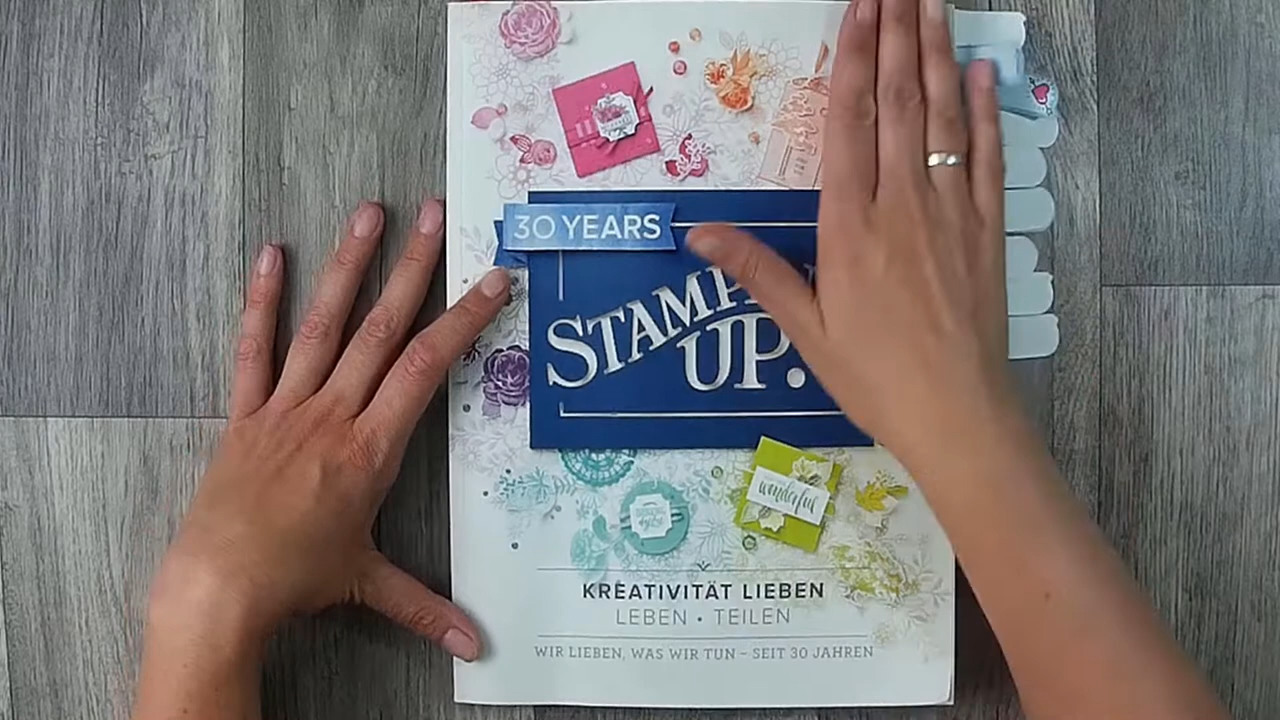 30 YEARS
STAMP
UP.
wonderful
KREATIVITÄT LIEBEN
LEBEN • TEILEN
WIR LIEBEN, WAS WIR TUN – SEIT 30 JAHREN